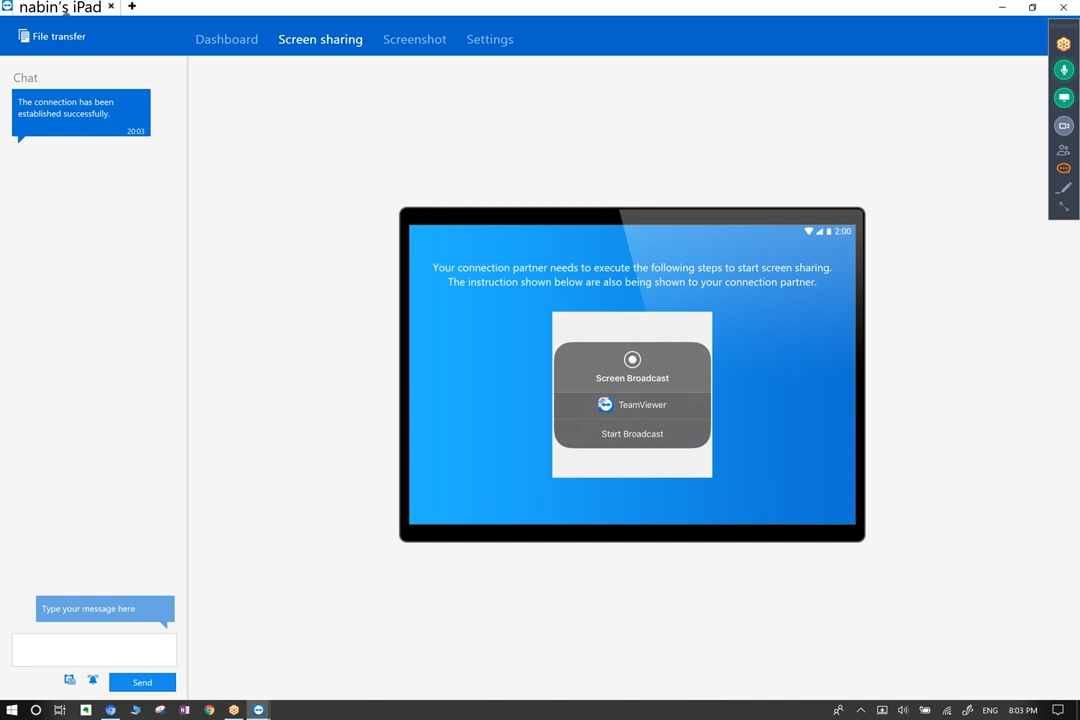 nabin's iPad × +
File transfer
Dashboard Screen sharing Screenshot Settings
Chat
The connection has been
established successfully.
20:03
2:00
Your connection partner needs to execute the following steps to start screen sharing.
The instruction shown below are also being shown to your connection partner.
Screen Broadcast
TeamViewer
Start Broadcast
Type your message here
Send
ENG 8:03 PM